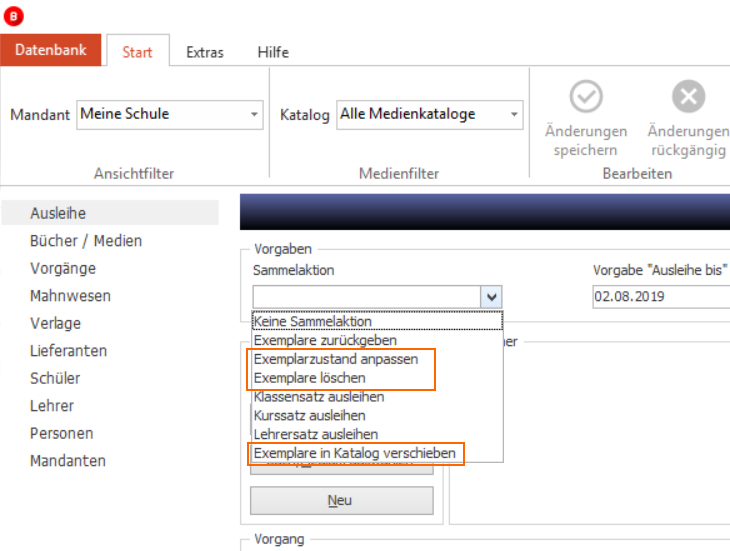 B
Datenbank Start Extras Hilfe
Mandant Meine Schule Katalog Alle Medienkataloge
Änderungen speichern
Änderungen rückgängig
Ansichtfilter Medienfilter Bearbeiten
Ausleihe
Bücher / Medien
Vorgänge
Mahnwesen
Verlage
Lieferanten
Schüler
Lehrer
Personen
Mandanten
Vorgaben
Sammelaktion Vorgabe "Ausleihe bis"
02.08.2019
Keine Sammelaktion
Exemplare zurückgeben
Exemplarzustand anpassen
Exemplare löschen
Klassensatz ausleihen
Kurssatz ausleihen
Lehrersatz ausleihen
Exemplare in Katalog verschieben
Neu
Vorgang